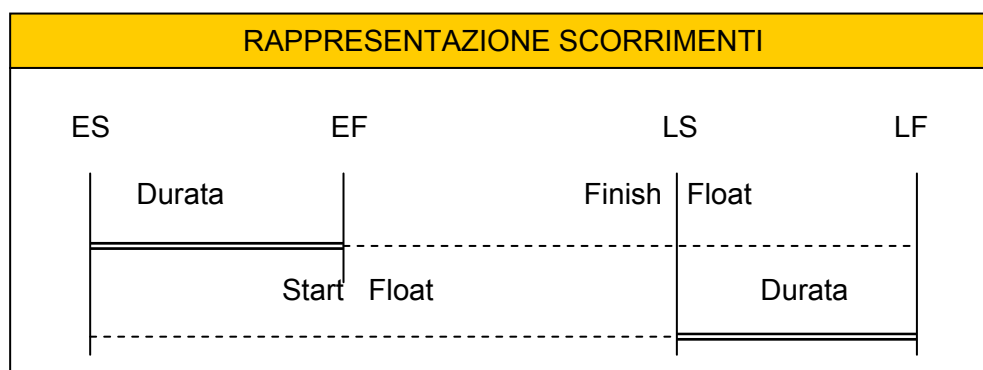 RAPPRESENTAZIONE SCORRIMENTI
ES EF LS LF
Durata Finish Float
Start Float Durata